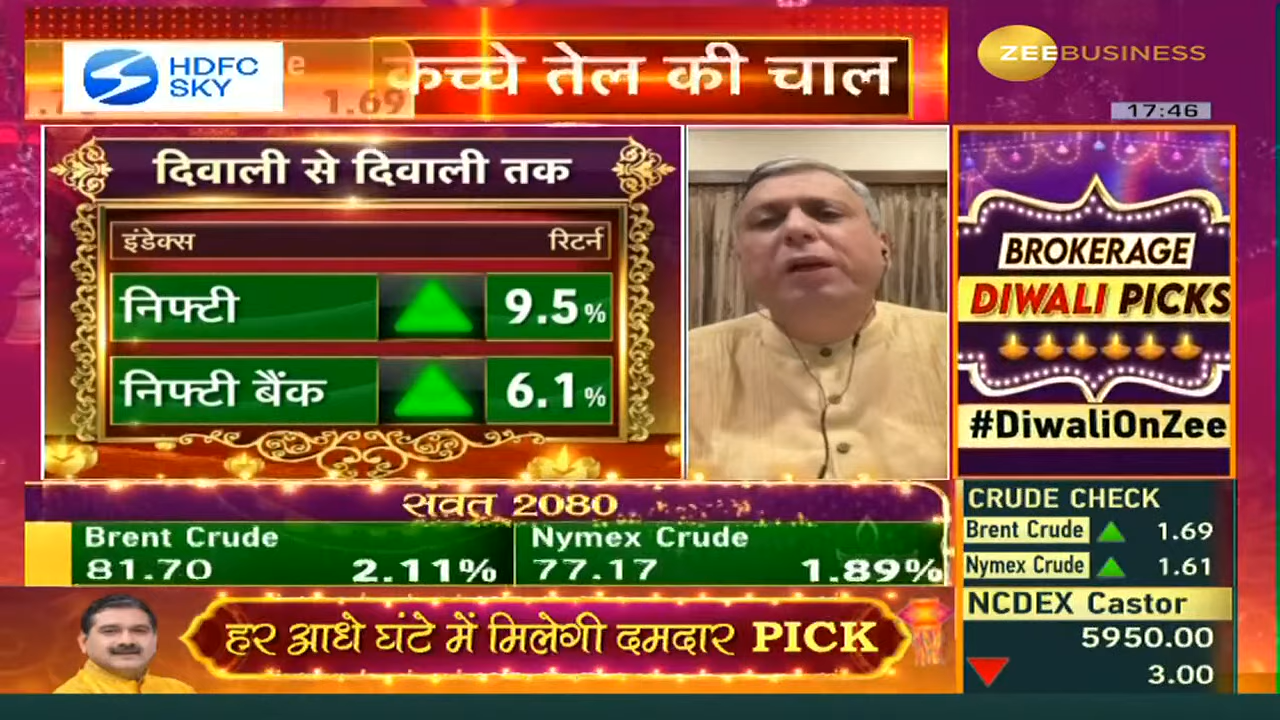 HDFC
SKY
1.69
कच्चे तेल की चाल
ZEEBUSINESS
17:46
दिवाली से दिवाली तक
इंडेक्स रिटर्न
निफ्टी 9.5%
निफ्टी बैंक 6.1%
BROKERAGE
DIWALI PICKS
#DiwaliOnZee
संवत 2080
Brent Crude Nymex Crude
81.70 2.11% 77.17 1.89%
CRUDE CHECK
Brent Crude 1.69
Nymex Crude 1.61
NCDEX Castor
5950.00
3.00
हर आधे घंटे में मिलेगी दमदार PICK